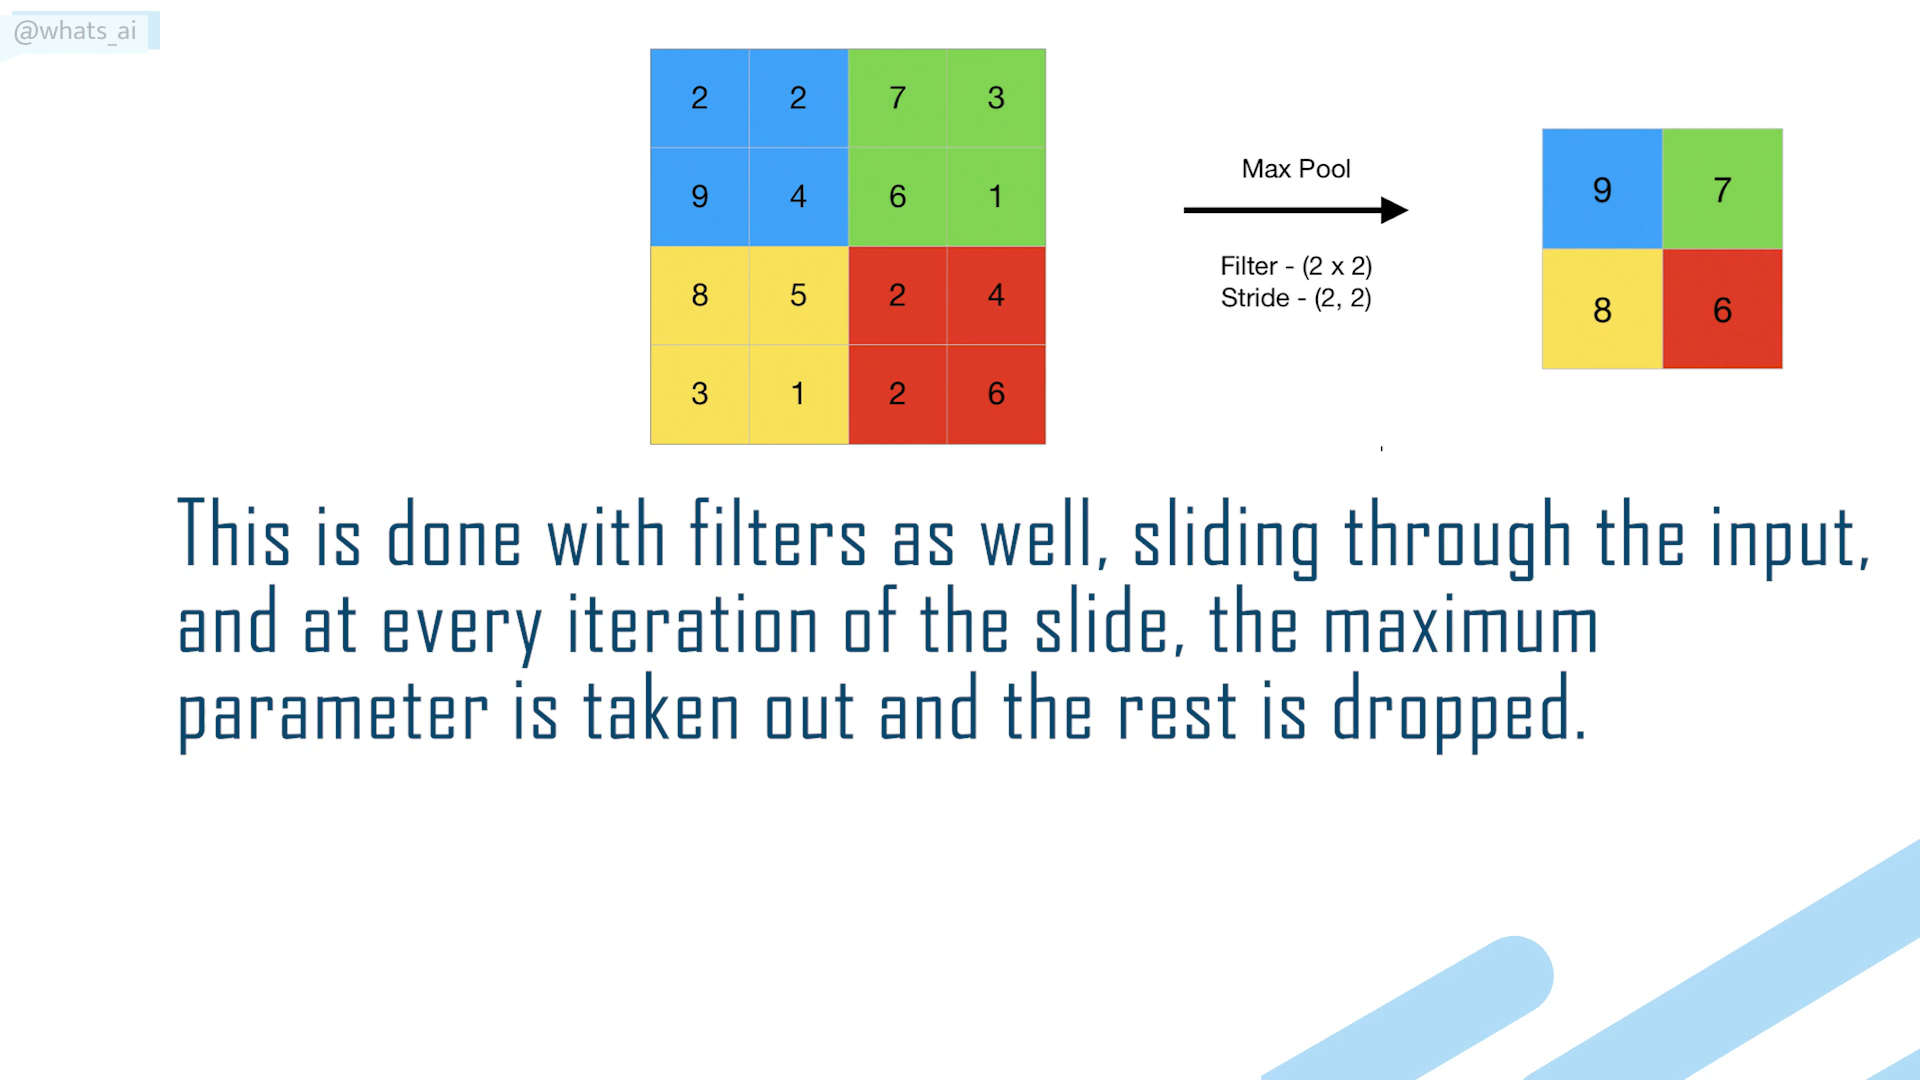 @whats_ai
2 2 7 3
9 4 6 1
8 5 2 4
3 1 2 6
Max Pool
Filter - (2 x 2)
Stride - (2, 2)
9 7
8 6
This is done with filters as well, sliding through the input,
and at every iteration of the slide, the maximum
parameter is taken out and the rest is dropped.